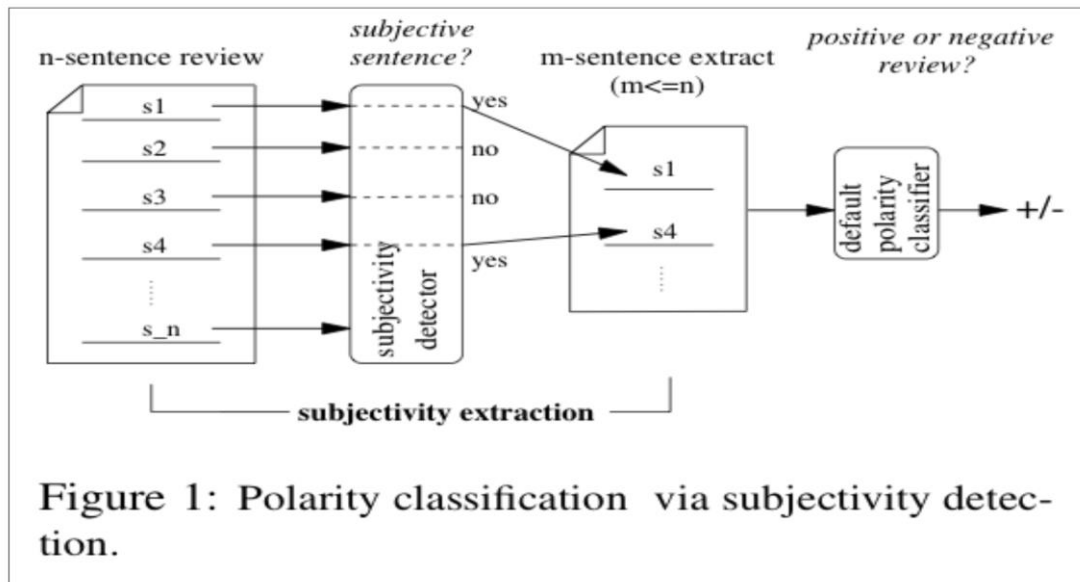 n-sentence review
s1
s2
s3
s4
s_n
subjective
sentence?
subjectivity
detector
yes
no
no
yes
m-sentence extract
(m<=n)
s1
s4
positive or negative
review?
default
polarity
classifier
+/-
subjectivity extraction
Figure 1: Polarity classification via subjectivity detec-
tion.